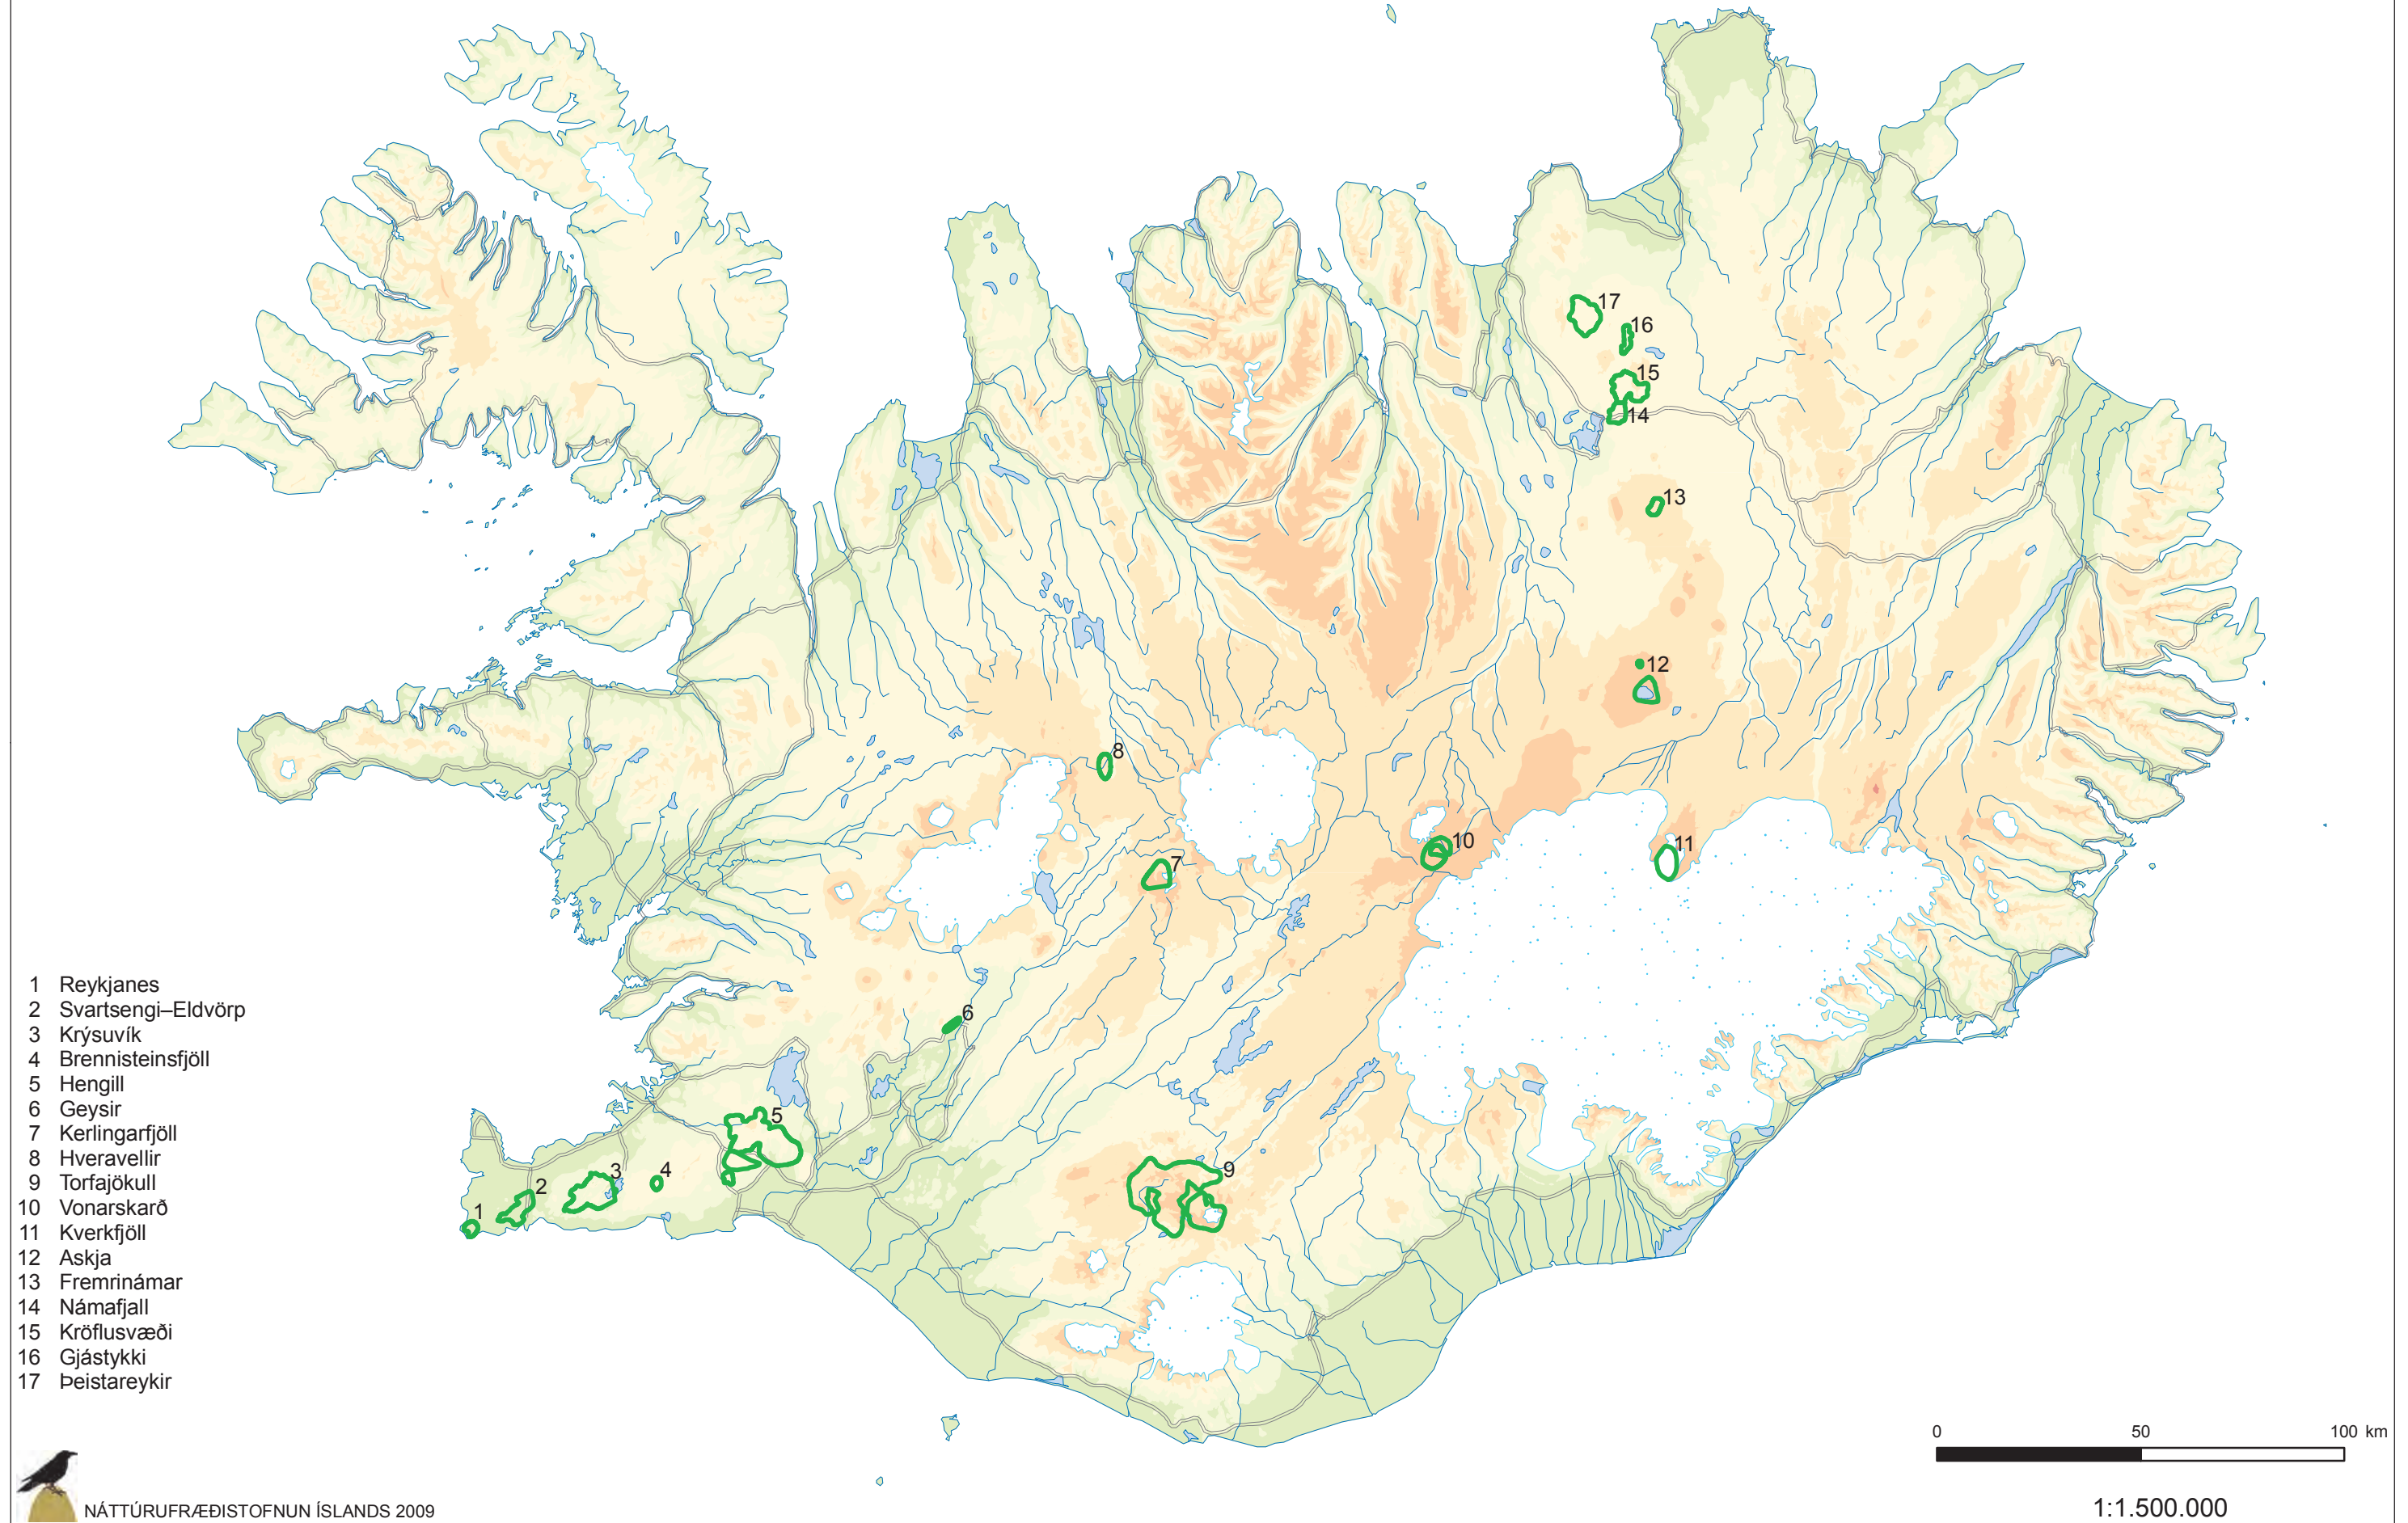 17
16
15
14
13
12
8
10
11
7
6
5
4
3
9
2
1
1 Reykjanes
2 Svartsengi–Eldvörp
3 Krýsuvík
4 Brennisteinsfjöll
5 Hengill
6 Geysir
7 Kerlingarfjöll
8 Hveravellir
9 Torfajökull
10 Vonarskarð
11 Kverkfjöll
12 Askja
13 Fremrinámar
14 Námafjall
15 Kröflusvæði
16 Gjástykki
17 Þeistareykir
0 50 100 km
1:1.500.000
NÁTTÚRUFRÆÐISTOFNUN ÍSLANDS 2009